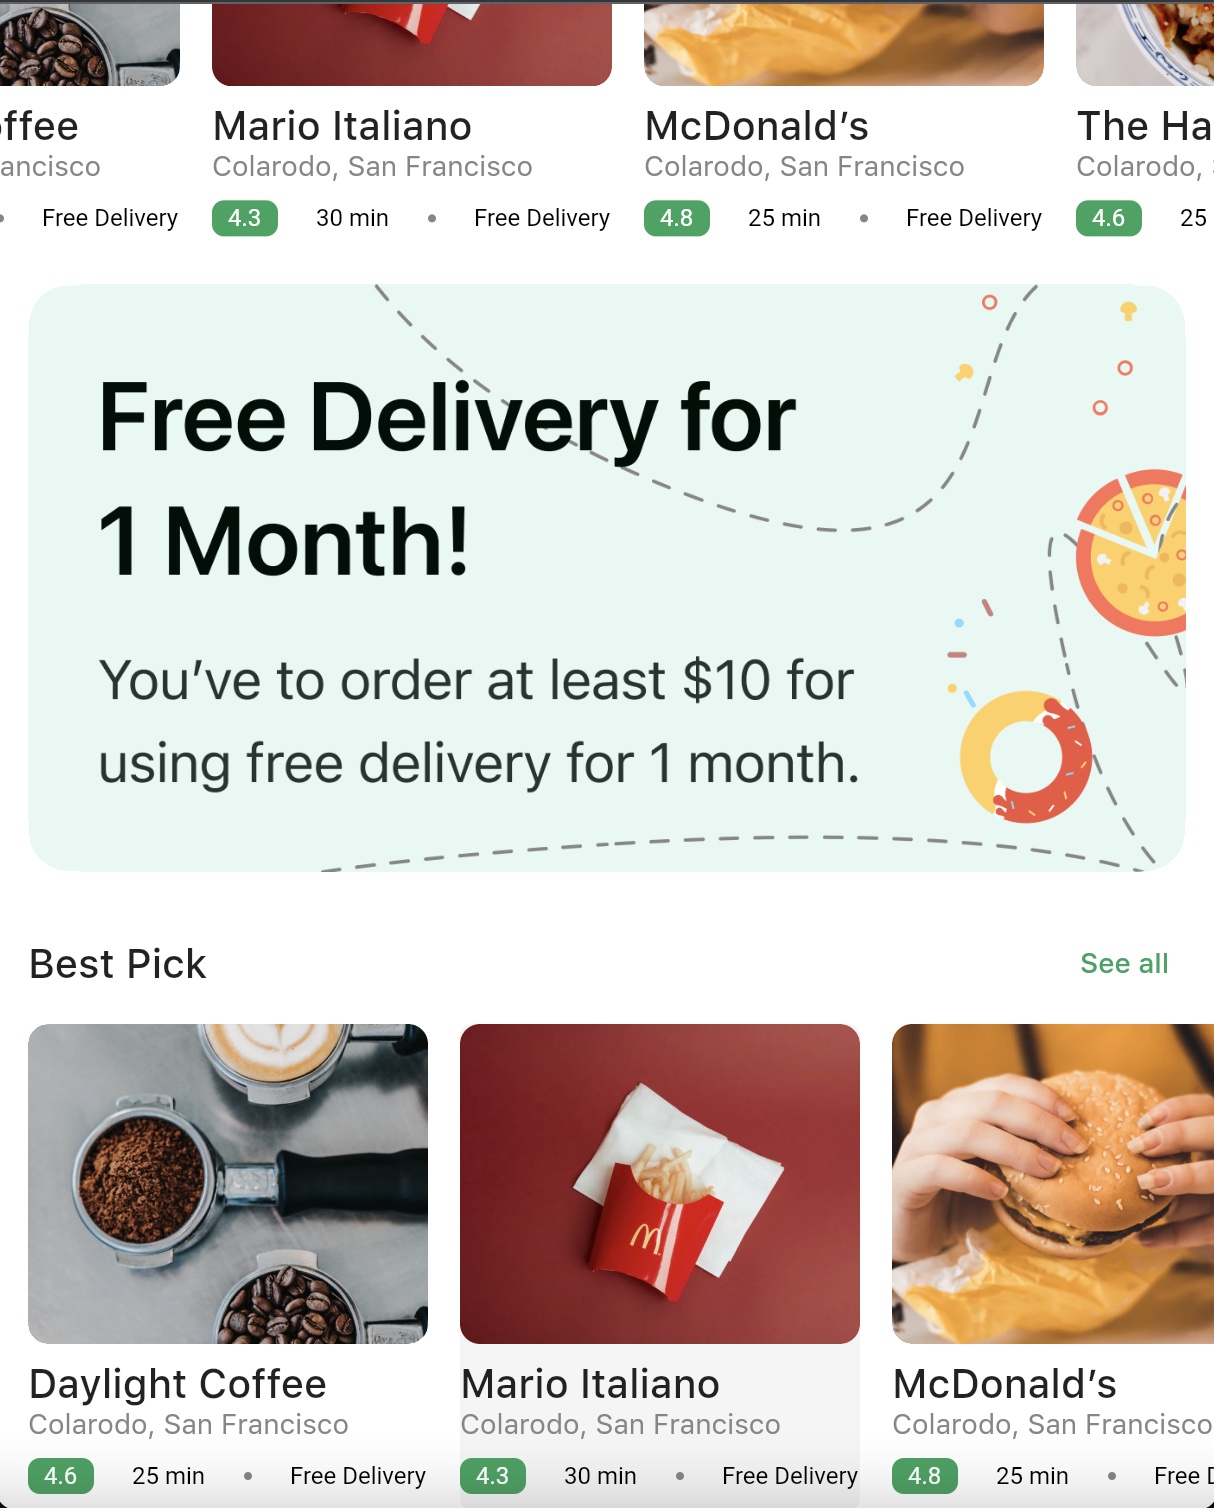 ffee
Mario Italiano
McDonald's
The Ha
ancisco
Colarodo, San Francisco
Colarodo, San Francisco
Colarodo,
• Free Delivery
4.3 30 min • Free Delivery
4.8 25 min • Free Delivery
4.6 25
Free Delivery for
1 Month!
You've to order at least $10 for
using free delivery for 1 month.
Best Pick
See all
Daylight Coffee
Colarodo, San Francisco
4.6 25 min • Free Delivery
Mario Italiano
Colarodo, San Francisco
4.3 30 min • Free Delivery
McDonald's
Colarodo, San Francisco
4.8 25 min • Free